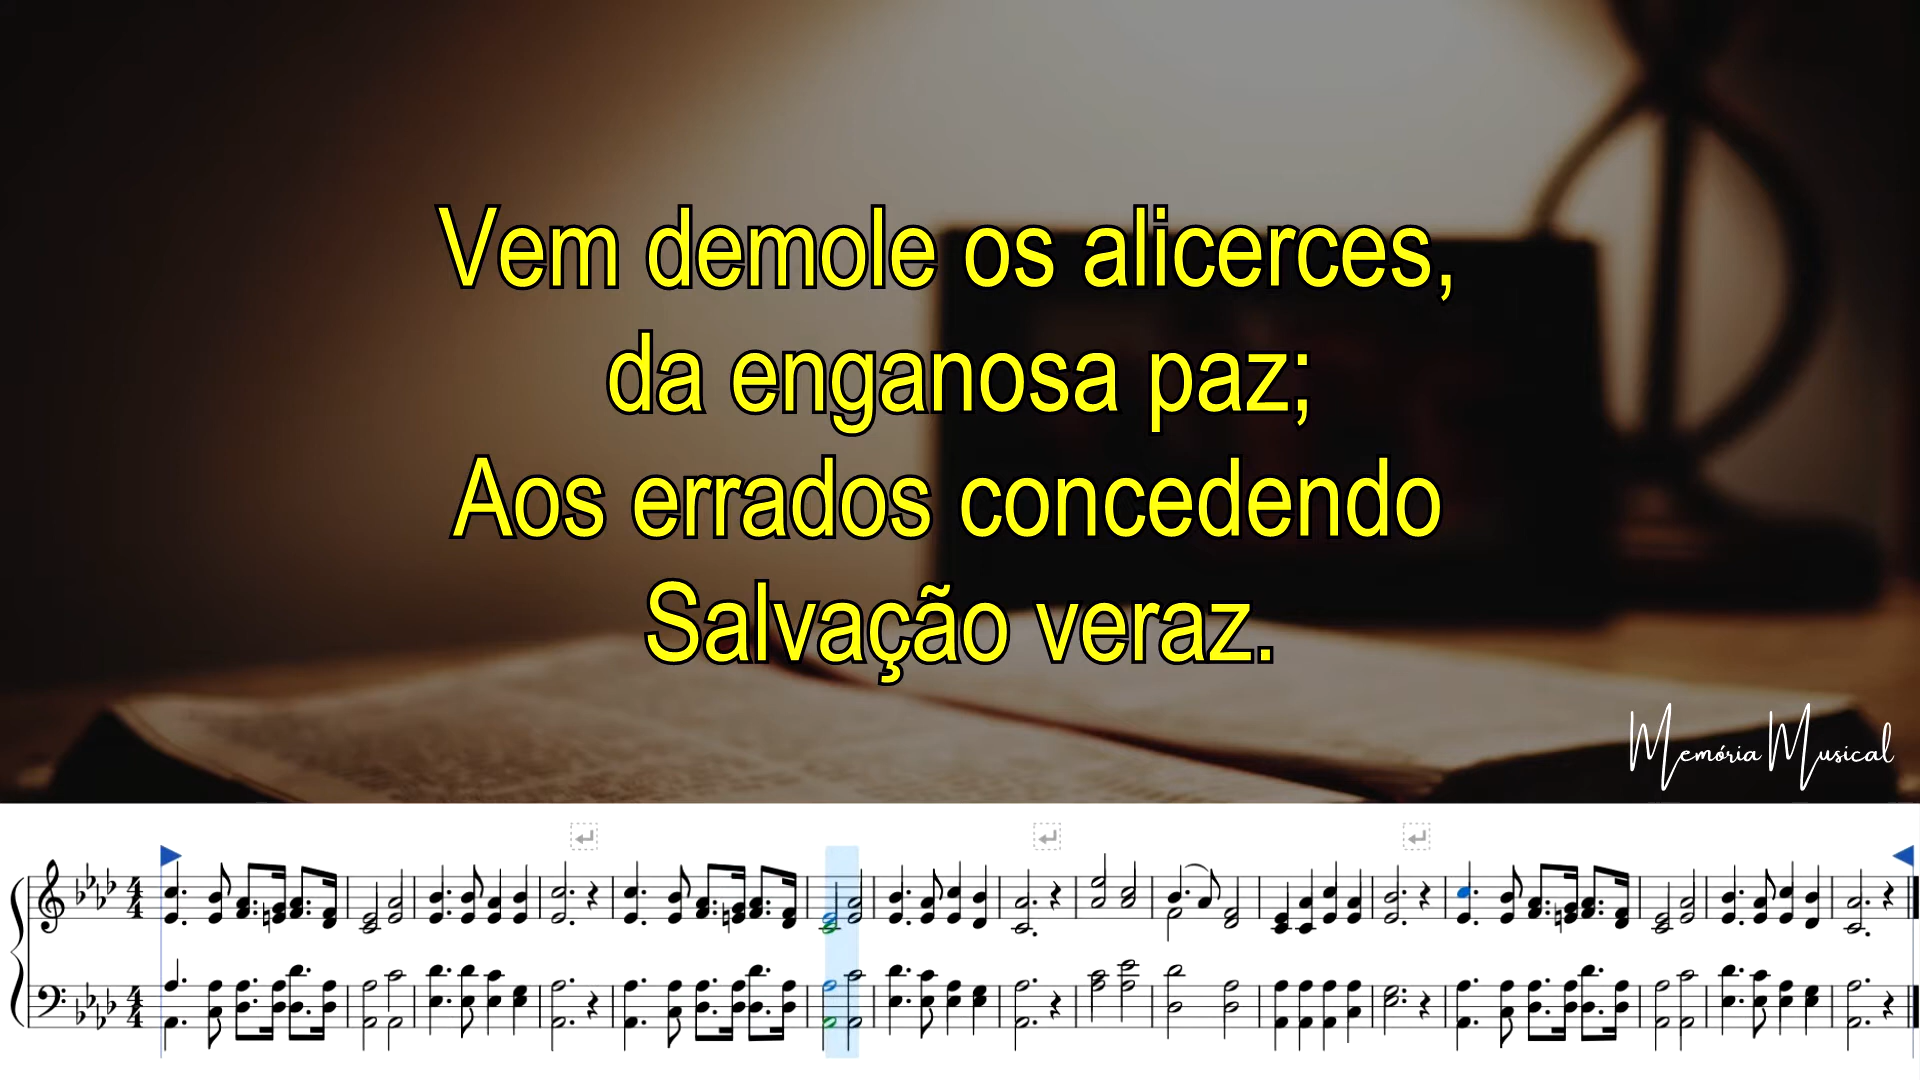 Vem demole os alicerces,
da enganosa paz;
Aos errados concedendo
Salvação veraz.
Memória Musical